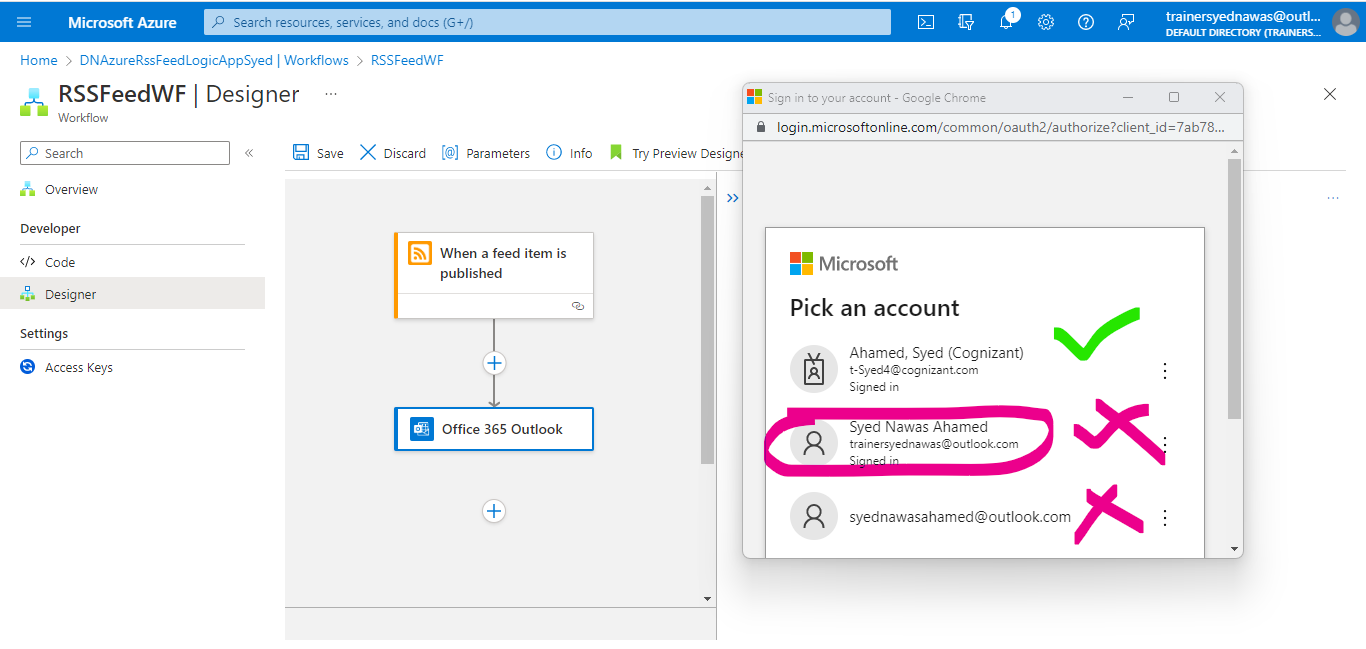 Microsoft Azure
Search resources, services, and docs (G+/)
1
trainersyednawas@outl...
DEFAULT DIRECTORY (TRAINERS...
Home > DNAzureRssFeedLogicAppSyed | Workflows > RSSFeedWF
RSSFeedWF | Designer ...
Workflow
Search «
Overview
Developer
</> Code
Designer
Settings
Access Keys
Save Discard [@] Parameters Info Try Preview Designe
When a feed item is
published
Office 365 Outlook
»
...
Sign in to your account - Google Chrome
login.microsoftonline.com/common/oauth2/authorize?client_id=7ab78...
Microsoft
Pick an account
Ahamed, Syed (Cognizant)
t-Syed4@cognizant.com
Signed in
Syed Nawas Ahamed
trainersyednawas@outlook.com
Signed in
syednawasahamed@outlook.com